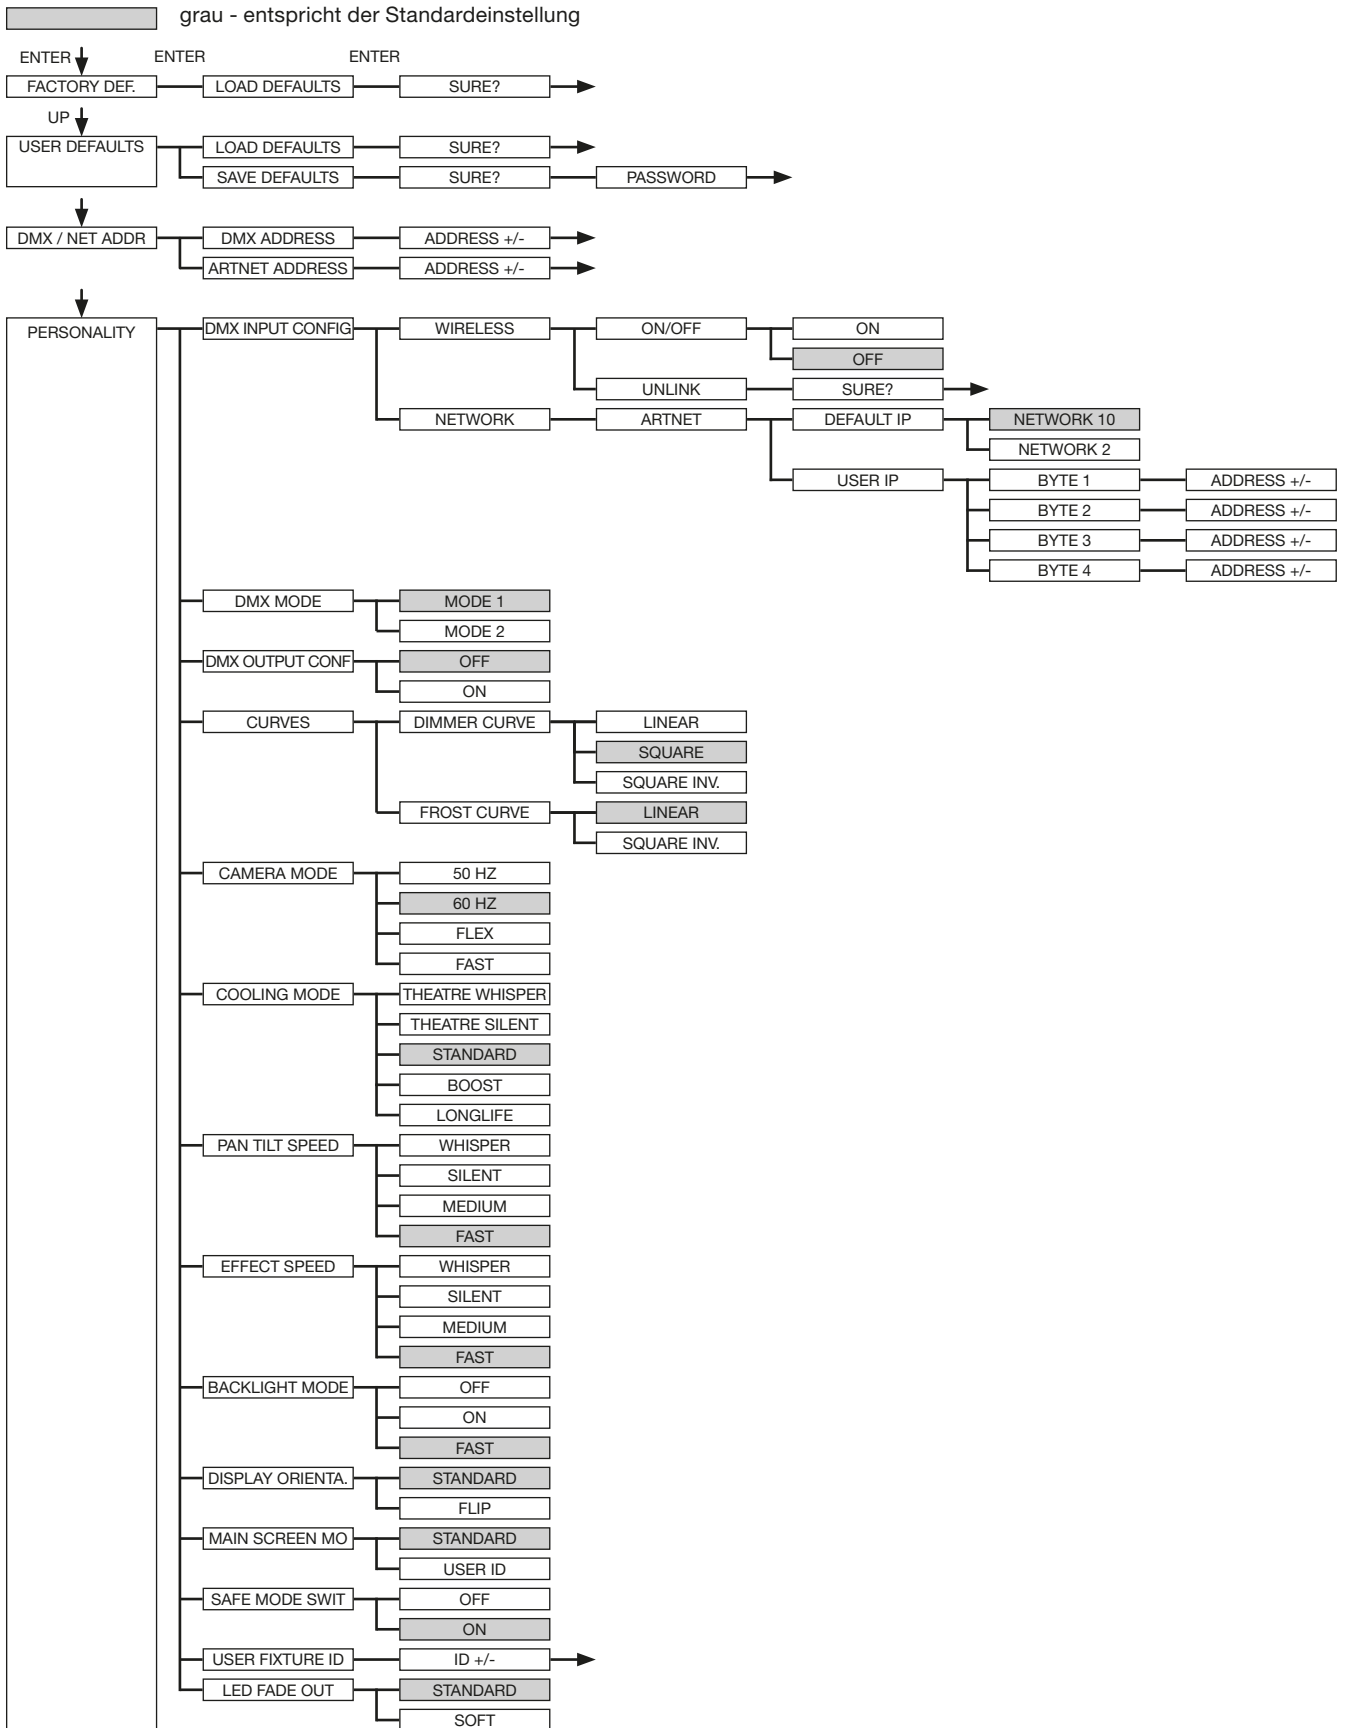 grau - entspricht der Standardeinstellung
ENTER ENTER ENTER
FACTORY DEF. LOAD DEFAULTS SURE?
UP
USER DEFAULTS LOAD DEFAULTS SURE?
SAVE DEFAULTS SURE? PASSWORD
DMX / NET ADDR DMX ADDRESS ADDRESS +/-
ARTNET ADDRESS ADDRESS +/-
PERSONALITY DMX INPUT CONFIG WIRELESS ON/OFF ON
OFF
UNLINK SURE?
NETWORK ARTNET DEFAULT IP NETWORK 10
NETWORK 2
USER IP BYTE 1 ADDRESS +/-
BYTE 2 ADDRESS +/-
BYTE 3 ADDRESS +/-
BYTE 4 ADDRESS +/-
DMX MODE MODE 1
MODE 2
DMX OUTPUT CONF OFF
ON
CURVES DIMMER CURVE LINEAR
SQUARE
SQUARE INV.
FROST CURVE LINEAR
SQUARE INV.
CAMERA MODE 50 HZ
60 HZ
FLEX
FAST
COOLING MODE THEATRE WHISPER
THEATRE SILENT
STANDARD
BOOST
LONGLIFE
PAN TILT SPEED WHISPER
SILENT
MEDIUM
FAST
EFFECT SPEED WHISPER
SILENT
MEDIUM
FAST
BACKLIGHT MODE OFF
ON
FAST
DISPLAY ORIENTA. STANDARD
FLIP
MAIN SCREEN MO STANDARD
USER ID
SAFE MODE SWIT OFF
ON
USER FIXTURE ID ID +/-
LED FADE OUT STANDARD
SOFT